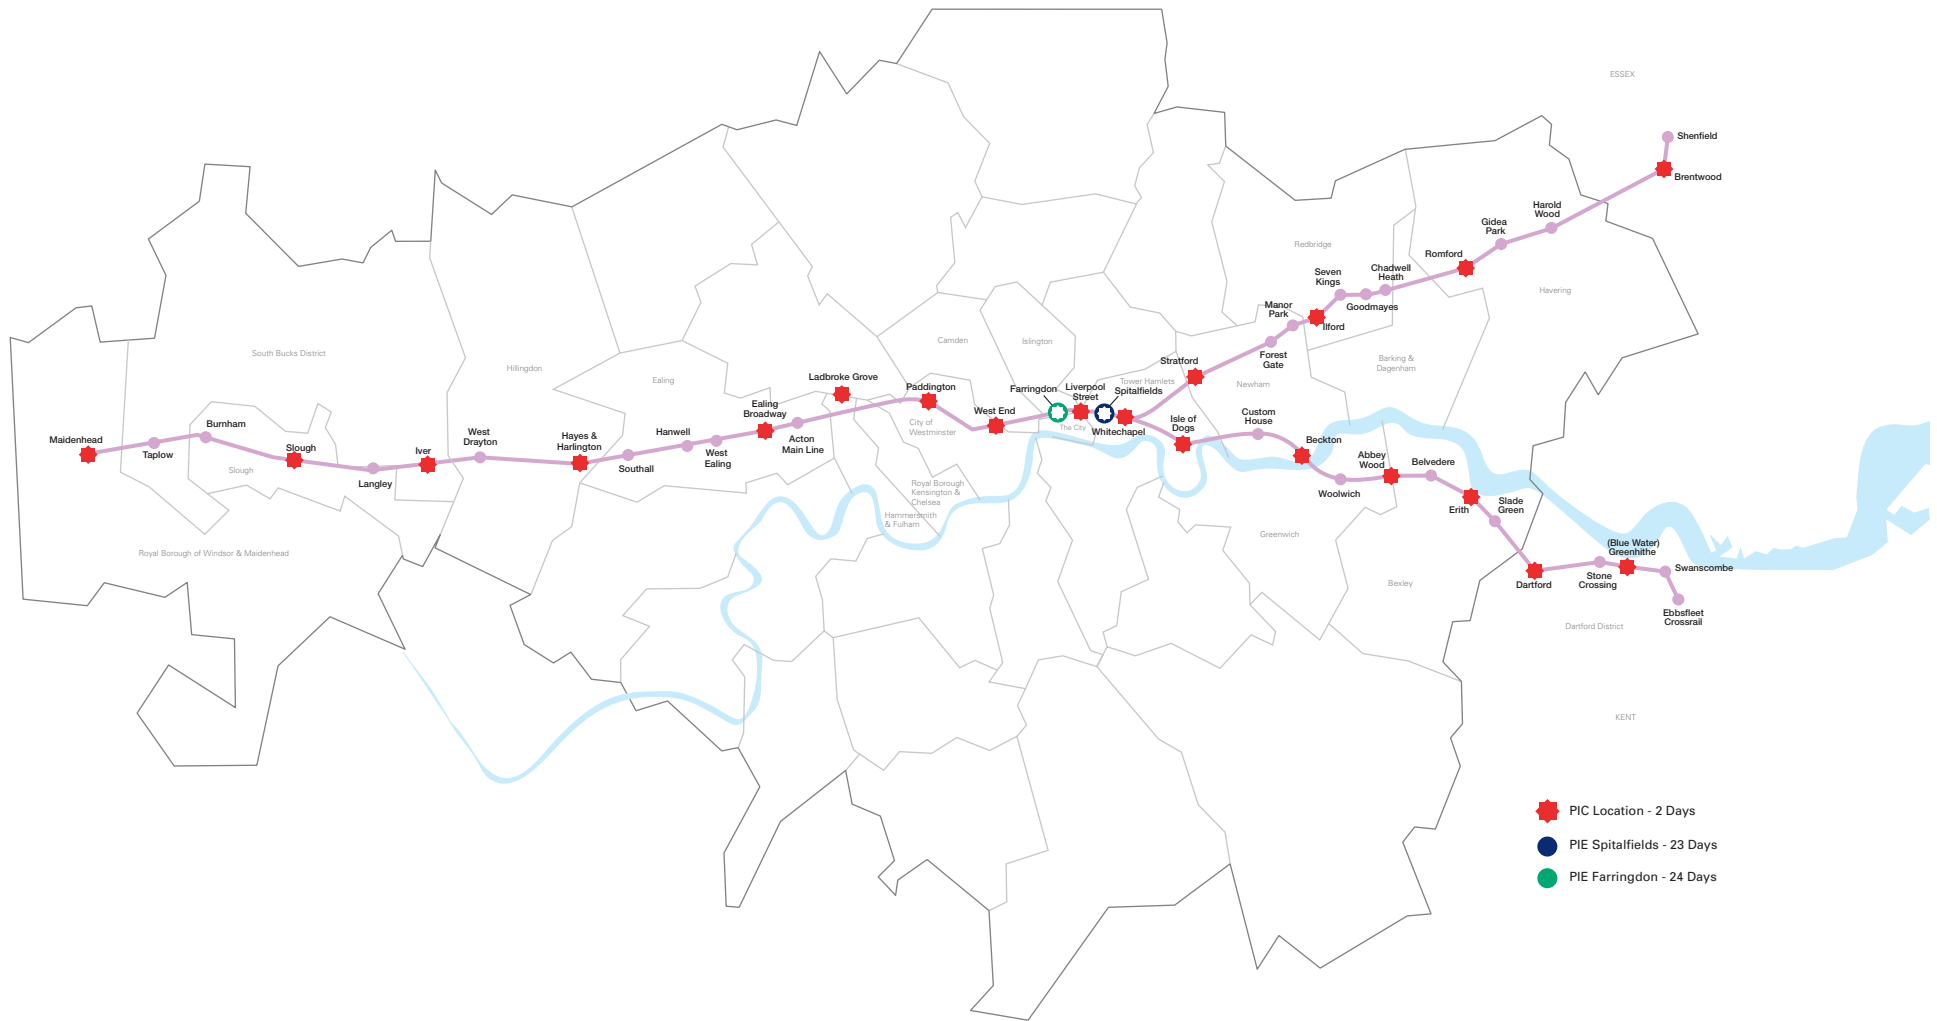 ESSEX
Shenfield
Brentwood
Harold
Wood
Gidea
Park
Romford
Redbridge
Havering
Chadwell
Heath
Seven
Kings
Goodmayes
Manor
Park
Ilford
Forest
Gate
Barking &
Dagenham
Stratford
Newham
South Bucks District
Hillingdon
Ealing
Camden
Islington
Tower Hamlets
Ladbroke Grove
Paddington
Farringdon
Liverpool
Street
Spitalfields
Whitechapel
West End
The City
City of
Westminster
Ealing
Broadway
Acton
Main Line
Hanwell
West
Ealing
Southall
Hayes &
Harlington
West
Drayton
Iver
Langley
Slough
Slough
Burnham
Taplow
Maidenhead
Isle of
Dogs
Custom
House
Beckton
Woolwich
Abbey
Wood
Belvedere
Erith
Slade
Green
Dartford
(Blue Water)
Greenhithe
Stone
Crossing
Swanscombe
Ebbsfleet
Crossrail
Royal Borough
Kensington &
Chelsea
Hammersmith
& Fulham
Royal Borough of Windsor & Maidenhead
Greenwich
Bexley
Dartford District
KENT
PIC Location - 2 Days
PIE Spitalfields - 23 Days
PIE Farringdon - 24 Days